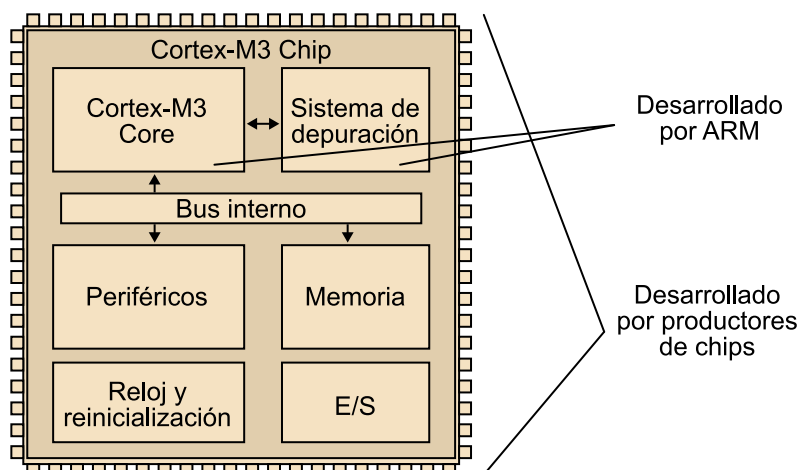 Cortex-M3 Chip
Cortex-M3
Core
Sistema de
depuración
Desarrollado
por ARM
Bus interno
Periféricos
Memoria
Desarrollado
por productores
de chips
Reloj y
reinicialización
E/S